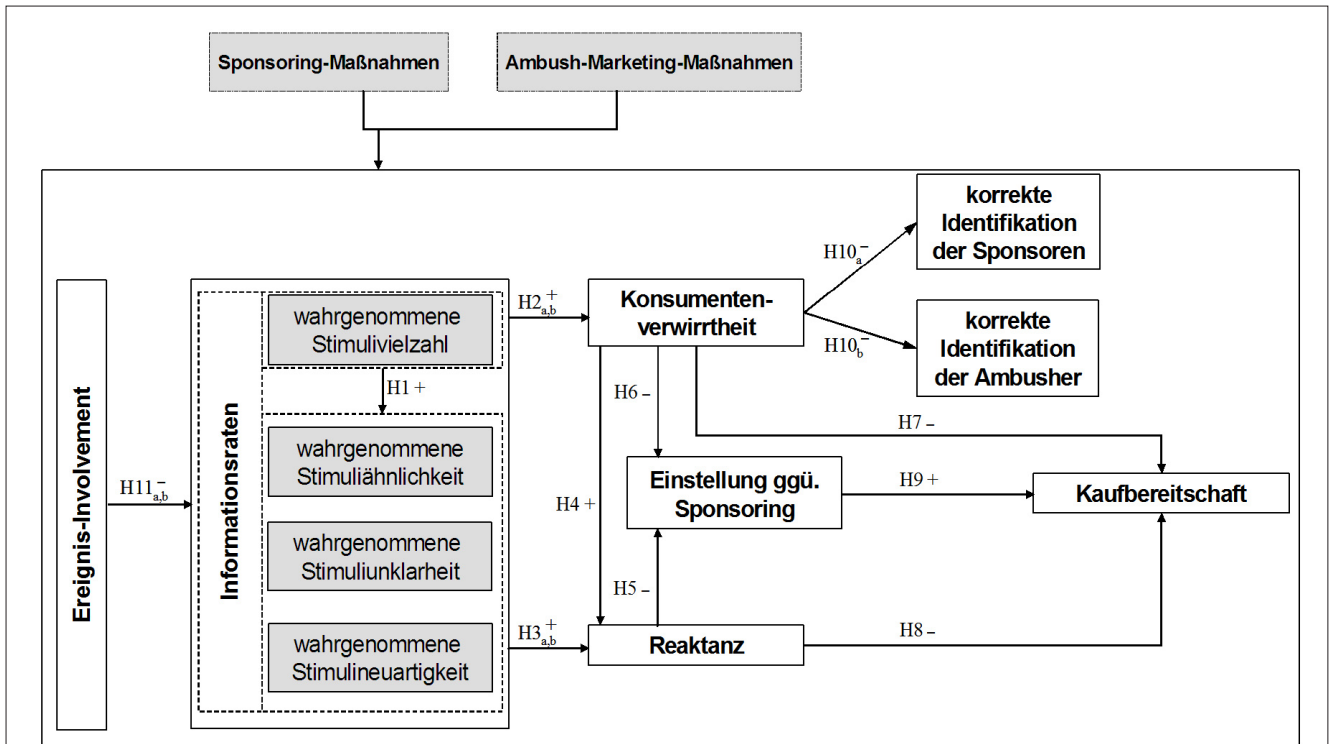 Sponsoring-Maßnahmen
Ambush-Marketing-Maßnahmen
Ereignis-Involvement
H11a,b−
Informationsraten
wahrgenommene
Stimulivielzahl
H1 +
wahrgenommene
Stimuliähnlichkeit
wahrgenommene
Stimuliunklarheit
wahrgenommene
Stimulineuartigkeit
H2a,b+
H3a,b+
Konsumenten-
verwirrtheit
H10a−
H10b−
korrekte
Identifikation
der Sponsoren
korrekte
Identifikation
der Ambusher
H6 −
H7 −
H4 +
Einstellung ggü.
Sponsoring
H9 +
Kaufbereitschaft
H5 −
Reaktanz
H8 −